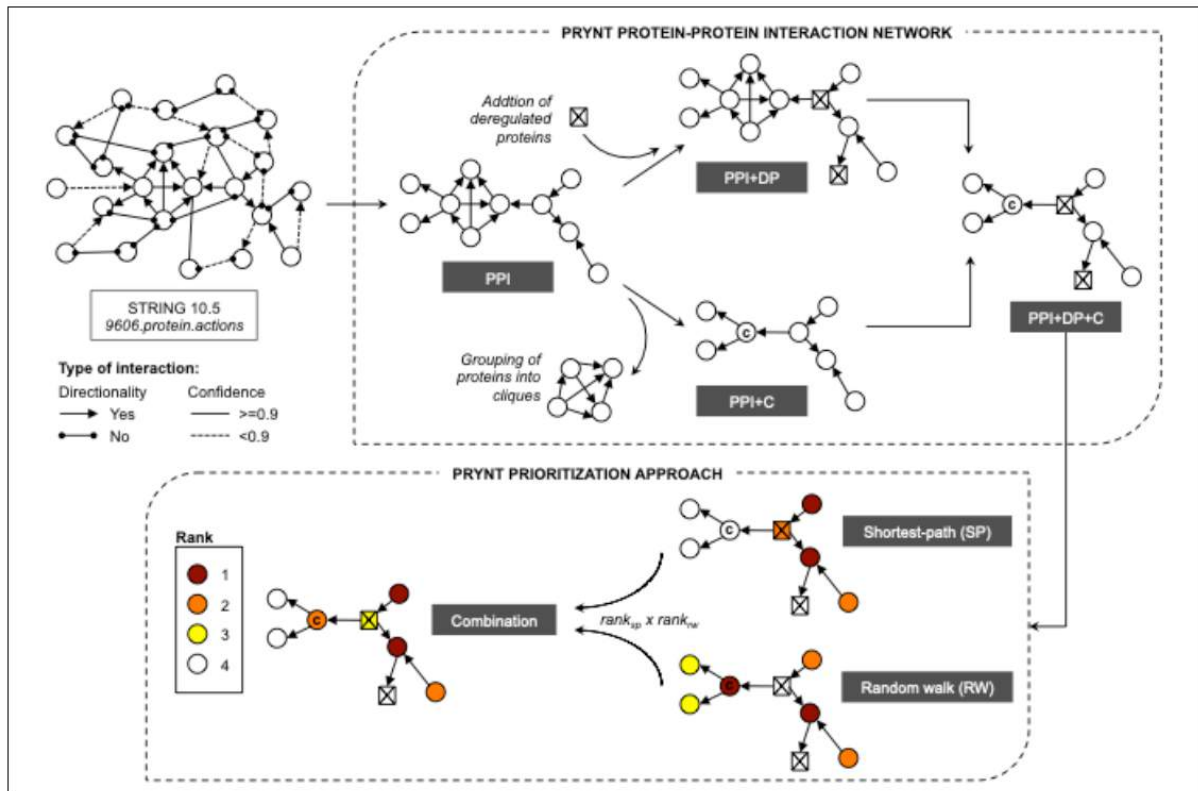 PRYNT PROTEIN-PROTEIN INTERACTION NETWORK
Addtion of
deregulated
proteins
PPI+DP
c
PPI
STRING 10.5
9606.protein.actions
c
PPI+DP+C
Type of interaction:
Directionality
Confidence
Yes
>=0.9
No
<0.9
Grouping of
proteins into
cliques
c
PPI+C
PRYNT PRIORITIZATION APPROACH
Rank
1
2
3
4
c
Shortest-path (SP)
c
Combination
ranksp x rankrw
c
Random walk (RW)